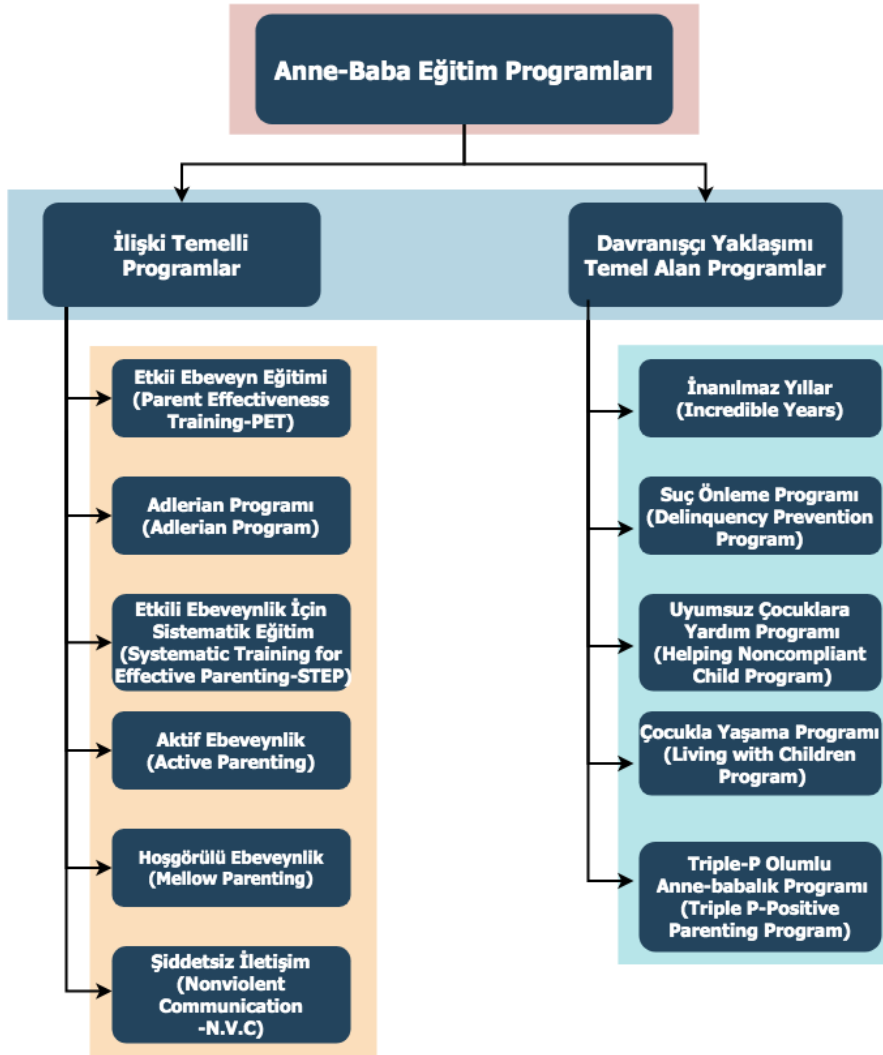 Anne-Baba Eğitim Programları
İlişki Temelli
Programlar
Etkii Ebeveyn Eğitimi
(Parent Effectiveness
Training-PET)
Adlerian Programı
(Adlerian Program)
Etkili Ebeveynlik İçin
Sistematik Eğitim
(Systematic Training for
Effective Parenting-STEP)
Aktif Ebeveynlik
(Active Parenting)
Hoşgörülü Ebeveynlik
(Mellow Parenting)
Şiddetsiz İletişim
(Nonviolent
Communication
-N.V.C)
Davranışçı Yaklaşımı
Temel Alan Programlar
İnanılmaz Yıllar
(Incredible Years)
Suç Önleme Programı
(Delinquency Prevention
Program)
Uyumsuz Çocuklara
Yardım Programı
(Helping Noncompliant
Child Program)
Çocukla Yaşama Programı
(Living with Children
Program)
Triple-P Olumlu
Anne-babalık Programı
(Triple P-Positive
Parenting Program)